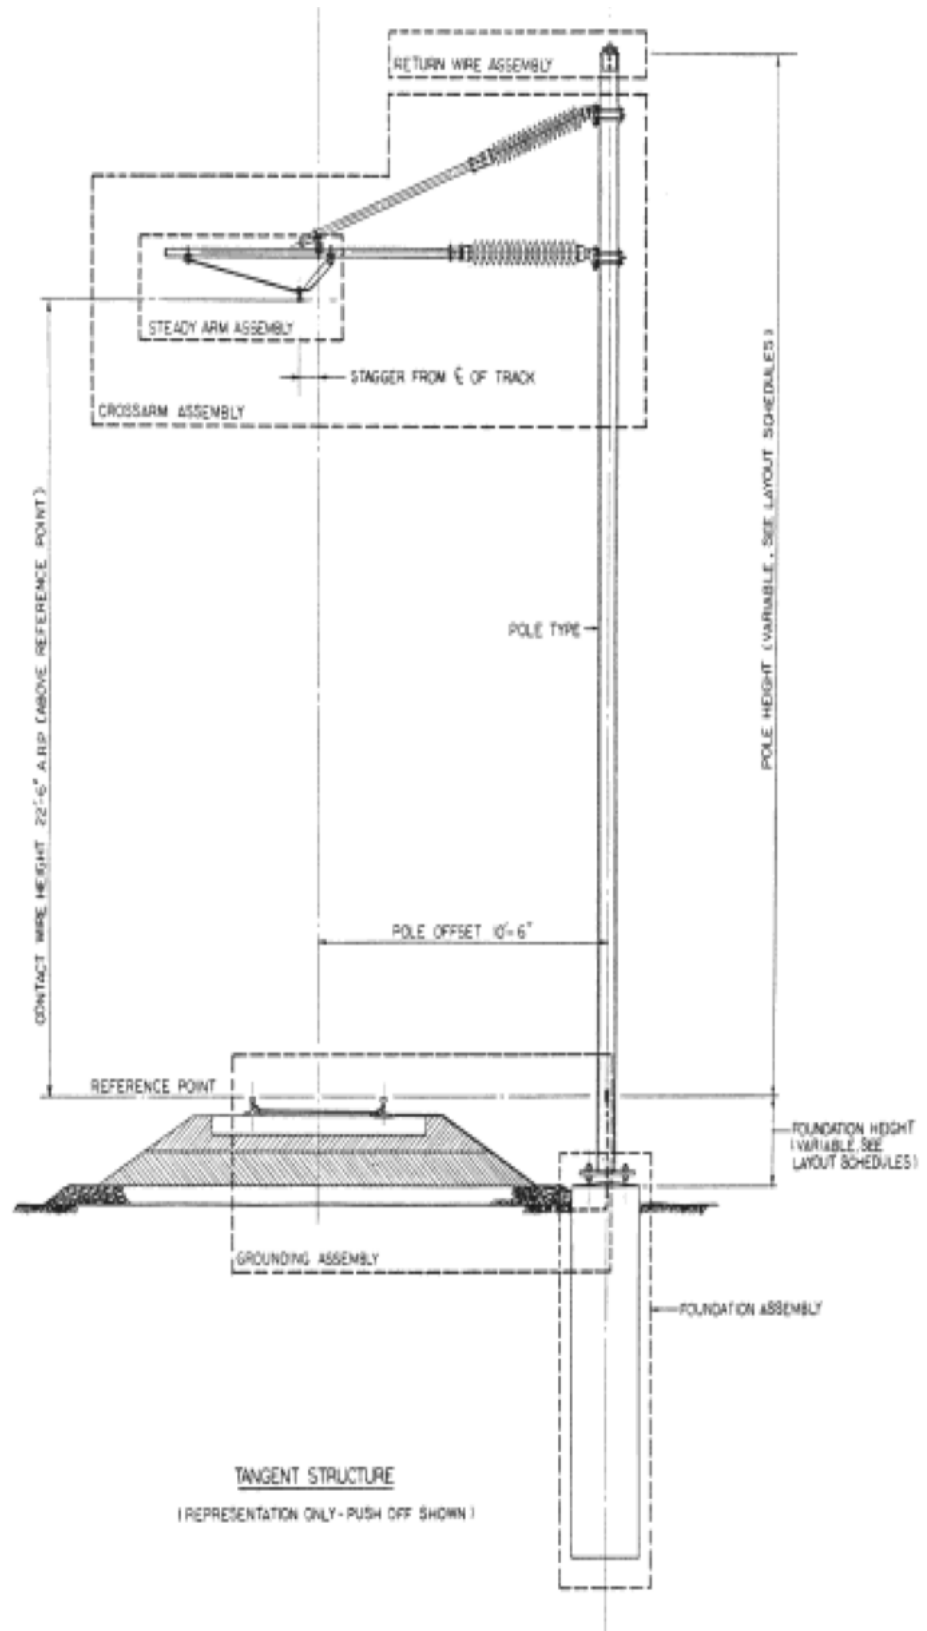 RETURN WIRE ASSEMBLY
STEADY ARM ASSEMBLY
STAGGER FROM ℄ OF TRACK
CROSSARM ASSEMBLY
CONTACT WIRE HEIGHT 22'-6" A.R.P (ABOVE REFERENCE POINT)
POLE HEIGHT (VARIABLE, SEE LAYOUT SCHEDULES)
POLE TYPE
POLE OFFSET 10'-6"
REFERENCE POINT
FOUNDATION HEIGHT
(VARIABLE, SEE
LAYOUT SCHEDULES)
GROUNDING ASSEMBLY
FOUNDATION ASSEMBLY
TANGENT STRUCTURE
(REPRESENTATION ONLY - PUSH OFF SHOWN)